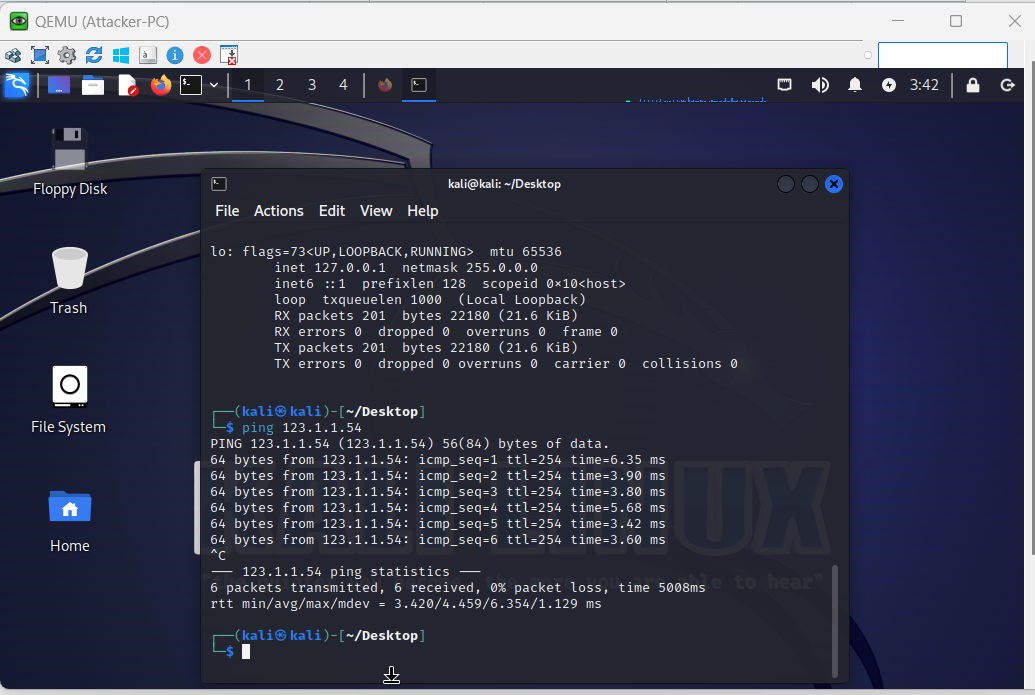 QEMU (Attacker-PC)
1 2 3 4 3:42
Floppy Disk
Trash
File System
Home
kali@kali: ~/Desktop
File Actions Edit View Help
lo: flags=73<UP,LOOPBACK,RUNNING>  mtu 65536
        inet 127.0.0.1  netmask 255.0.0.0
        inet6 ::1  prefixlen 128  scopeid 0×10<host>
        loop  txqueuelen 1000  (Local Loopback)
        RX packets 201  bytes 22180 (21.6 KiB)
        RX errors 0  dropped 0  overruns 0  frame 0
        TX packets 201  bytes 22180 (21.6 KiB)
        TX errors 0  dropped 0 overruns 0  carrier 0  collisions 0
┌──(kali㉿kali)-[~/Desktop]
└─$ ping 123.1.1.54
PING 123.1.1.54 (123.1.1.54) 56(84) bytes of data.
64 bytes from 123.1.1.54: icmp_seq=1 ttl=254 time=6.35 ms
64 bytes from 123.1.1.54: icmp_seq=2 ttl=254 time=3.90 ms
64 bytes from 123.1.1.54: icmp_seq=3 ttl=254 time=3.80 ms
64 bytes from 123.1.1.54: icmp_seq=4 ttl=254 time=5.68 ms
64 bytes from 123.1.1.54: icmp_seq=5 ttl=254 time=3.42 ms
64 bytes from 123.1.1.54: icmp_seq=6 ttl=254 time=3.60 ms
^C
── 123.1.1.54 ping statistics ──
6 packets transmitted, 6 received, 0% packet loss, time 5008ms
rtt min/avg/max/mdev = 3.420/4.459/6.354/1.129 ms
┌──(kali㉿kali)-[~/Desktop]
└─$